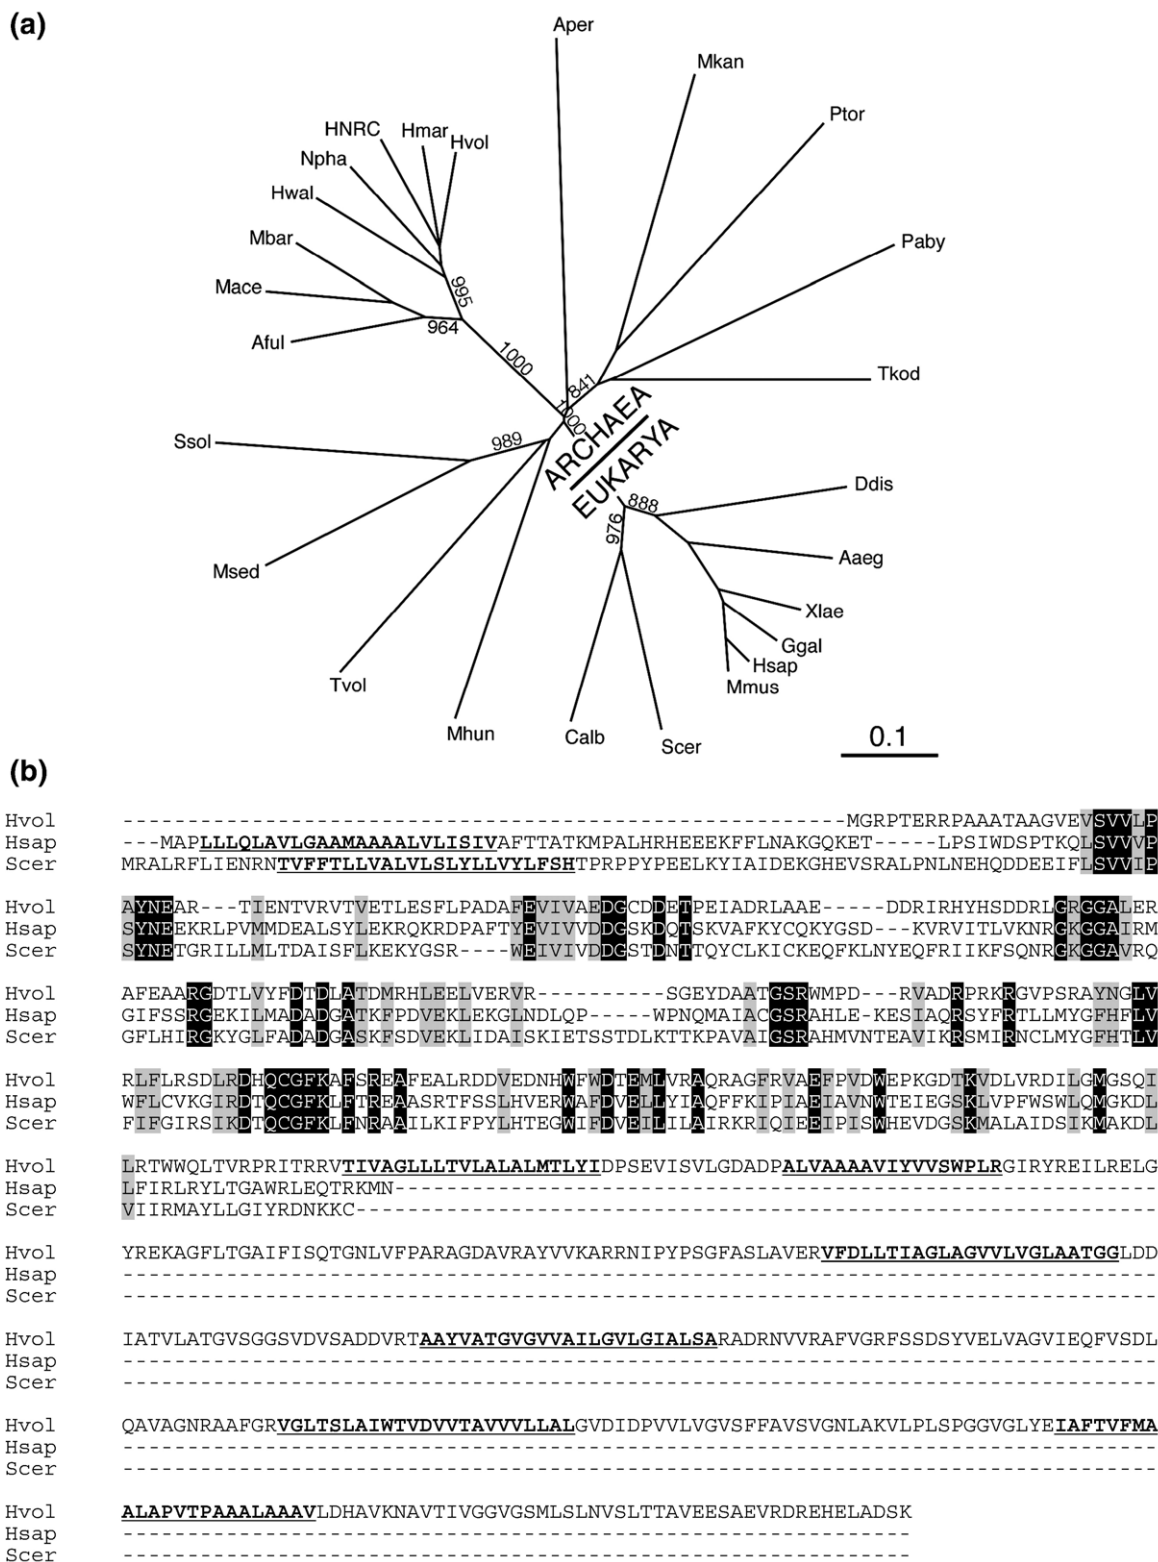 (a)
Aper
Mkan
Ptor
HNRC
Hmar
Hvol
Npha
Hwal
Mbar
Paby
Mace
995
964
Aful
1000
841
Tkod
1000
ARCHAEA
EUKARYA
Ssol
989
Ddis
888
976
Aaeg
Msed
Xlae
Ggal
Hsap
Mmus
Tvol
Mhun
Calb
Scer
0.1
(b)
Hvol --------------------------------------------------------MGRPTERRPAAATAAGVEVSVVLP
Hsap ---MAPLLLQLAVLGAAMAAAALVLISIVAFTTATKMPALHRHEEEKFFLNAKGQKET-----LPSIWDSPTKQLSVVVP
Scer MRALRFLIENRNTVFFTLLVALVLSLYLLVYLFSHTPRPPYPEELKYIAIDEKGHEVSRALPNLNEHQDDEEIFLSVVIP
Hvol AYNEAR---TIENTVRVTVETLESFLPADAFEVIVAEDGCDDETPEIADRLAAE-----DDRIRHYHSDDRLGRGGALER
Hsap SYNEEKRLPVMMDEALSYLEKRQKRDPAFTYEVIVVDDGSKDQTSKVAFKYCQKYGSD---KVRVITLVKNRGKGGAIRM
Scer SYNETGRILLMLTDAISFLKEKYGSR----WEIVIVDDGSTDNTTQYCLKICKEQFKLNYEQFRIIKFSQNRGKGGAVRQ
Hvol AFEAARGDTLVYFDTDLATDMRHLEELVERVR----------SGEYDAATGSRWMPD---RVADRPRKRGVPSRAYNGLV
Hsap GIFSSRGEKILMADADGATKFPDVEKLEKGLNDLQP-----WPNQMAIACGSRAHLE-KESIAQRSYFRTLLMYGFHFLV
Scer GFLHIRGKYGLFADADGASKFSDVEKLIDAISKIETSSTDLKTTKPAVAIGSRAHMVNTEAVIKRSMIRNCLMYGFHTLV
Hvol RLFLRSDLRDHQCGFKAFSREAFEALRDDVEDNHWFWDTEMLVRAQRAGFRVAEFPVDWEPKGDTKVDLVRDILGMGSQI
Hsap WFLCVKGIRDTQCGFKLFTREAASRTFSSLHVERWAFDVELLYIAQFFKIPIAEIAVNWTEIEGSKLVPFWSWLQMGKDL
Scer FIFGIRSIKDTQCGFKLFNRAAILKIFPYLHTEGWIFDVEILILAIRKRIQIEEIPISWHEVDGSKMALAIDSIKMAKDL
Hvol LRTWWQLTVRPRITRRVTIVAGLLLTVLALALMTLYIDPSEVISVLGDADPALVAAAAVIYVVSWPLRGIRYREILRELG
Hsap LFIRLRYLTGAWRLEQTRKMN-----------------------------------------------------------
Scer VIIRMAYLLGIYRDNKKC--------------------------------------------------------------
Hvol YREKAGFLTGAIFISQTGNLVFPARAGDAVRAYVVKARRNIPYPSGFASLAVERVFDLLTIAGLAGVVLVGLAATGGLDD
Hsap --------------------------------------------------------------------------------
Scer --------------------------------------------------------------------------------
Hvol IATVLATGVSGGSVDVSADDVRTAAYVATGVGVVAILGVLGIALSARADRNVVRAFVGRFSSDSYVELVAGVIEQFVSDL
Hsap --------------------------------------------------------------------------------
Scer --------------------------------------------------------------------------------
Hvol QAVAGNRAAFGRVGLTSLAIWTVDVVTAVVVLLALGVDIDPVVLVGVSFFAVSVGNLAKVLPLSPGGVGLYEIAFTVFMA
Hsap --------------------------------------------------------------------------------
Scer --------------------------------------------------------------------------------
Hvol ALAPVTPAAALAAAVLDHAVKNAVTIVGGVGSMLSLNVSLTTAVEESAEVRDREHELADSK
Hsap -------------------------------------------------------------
Scer -------------------------------------------------------------